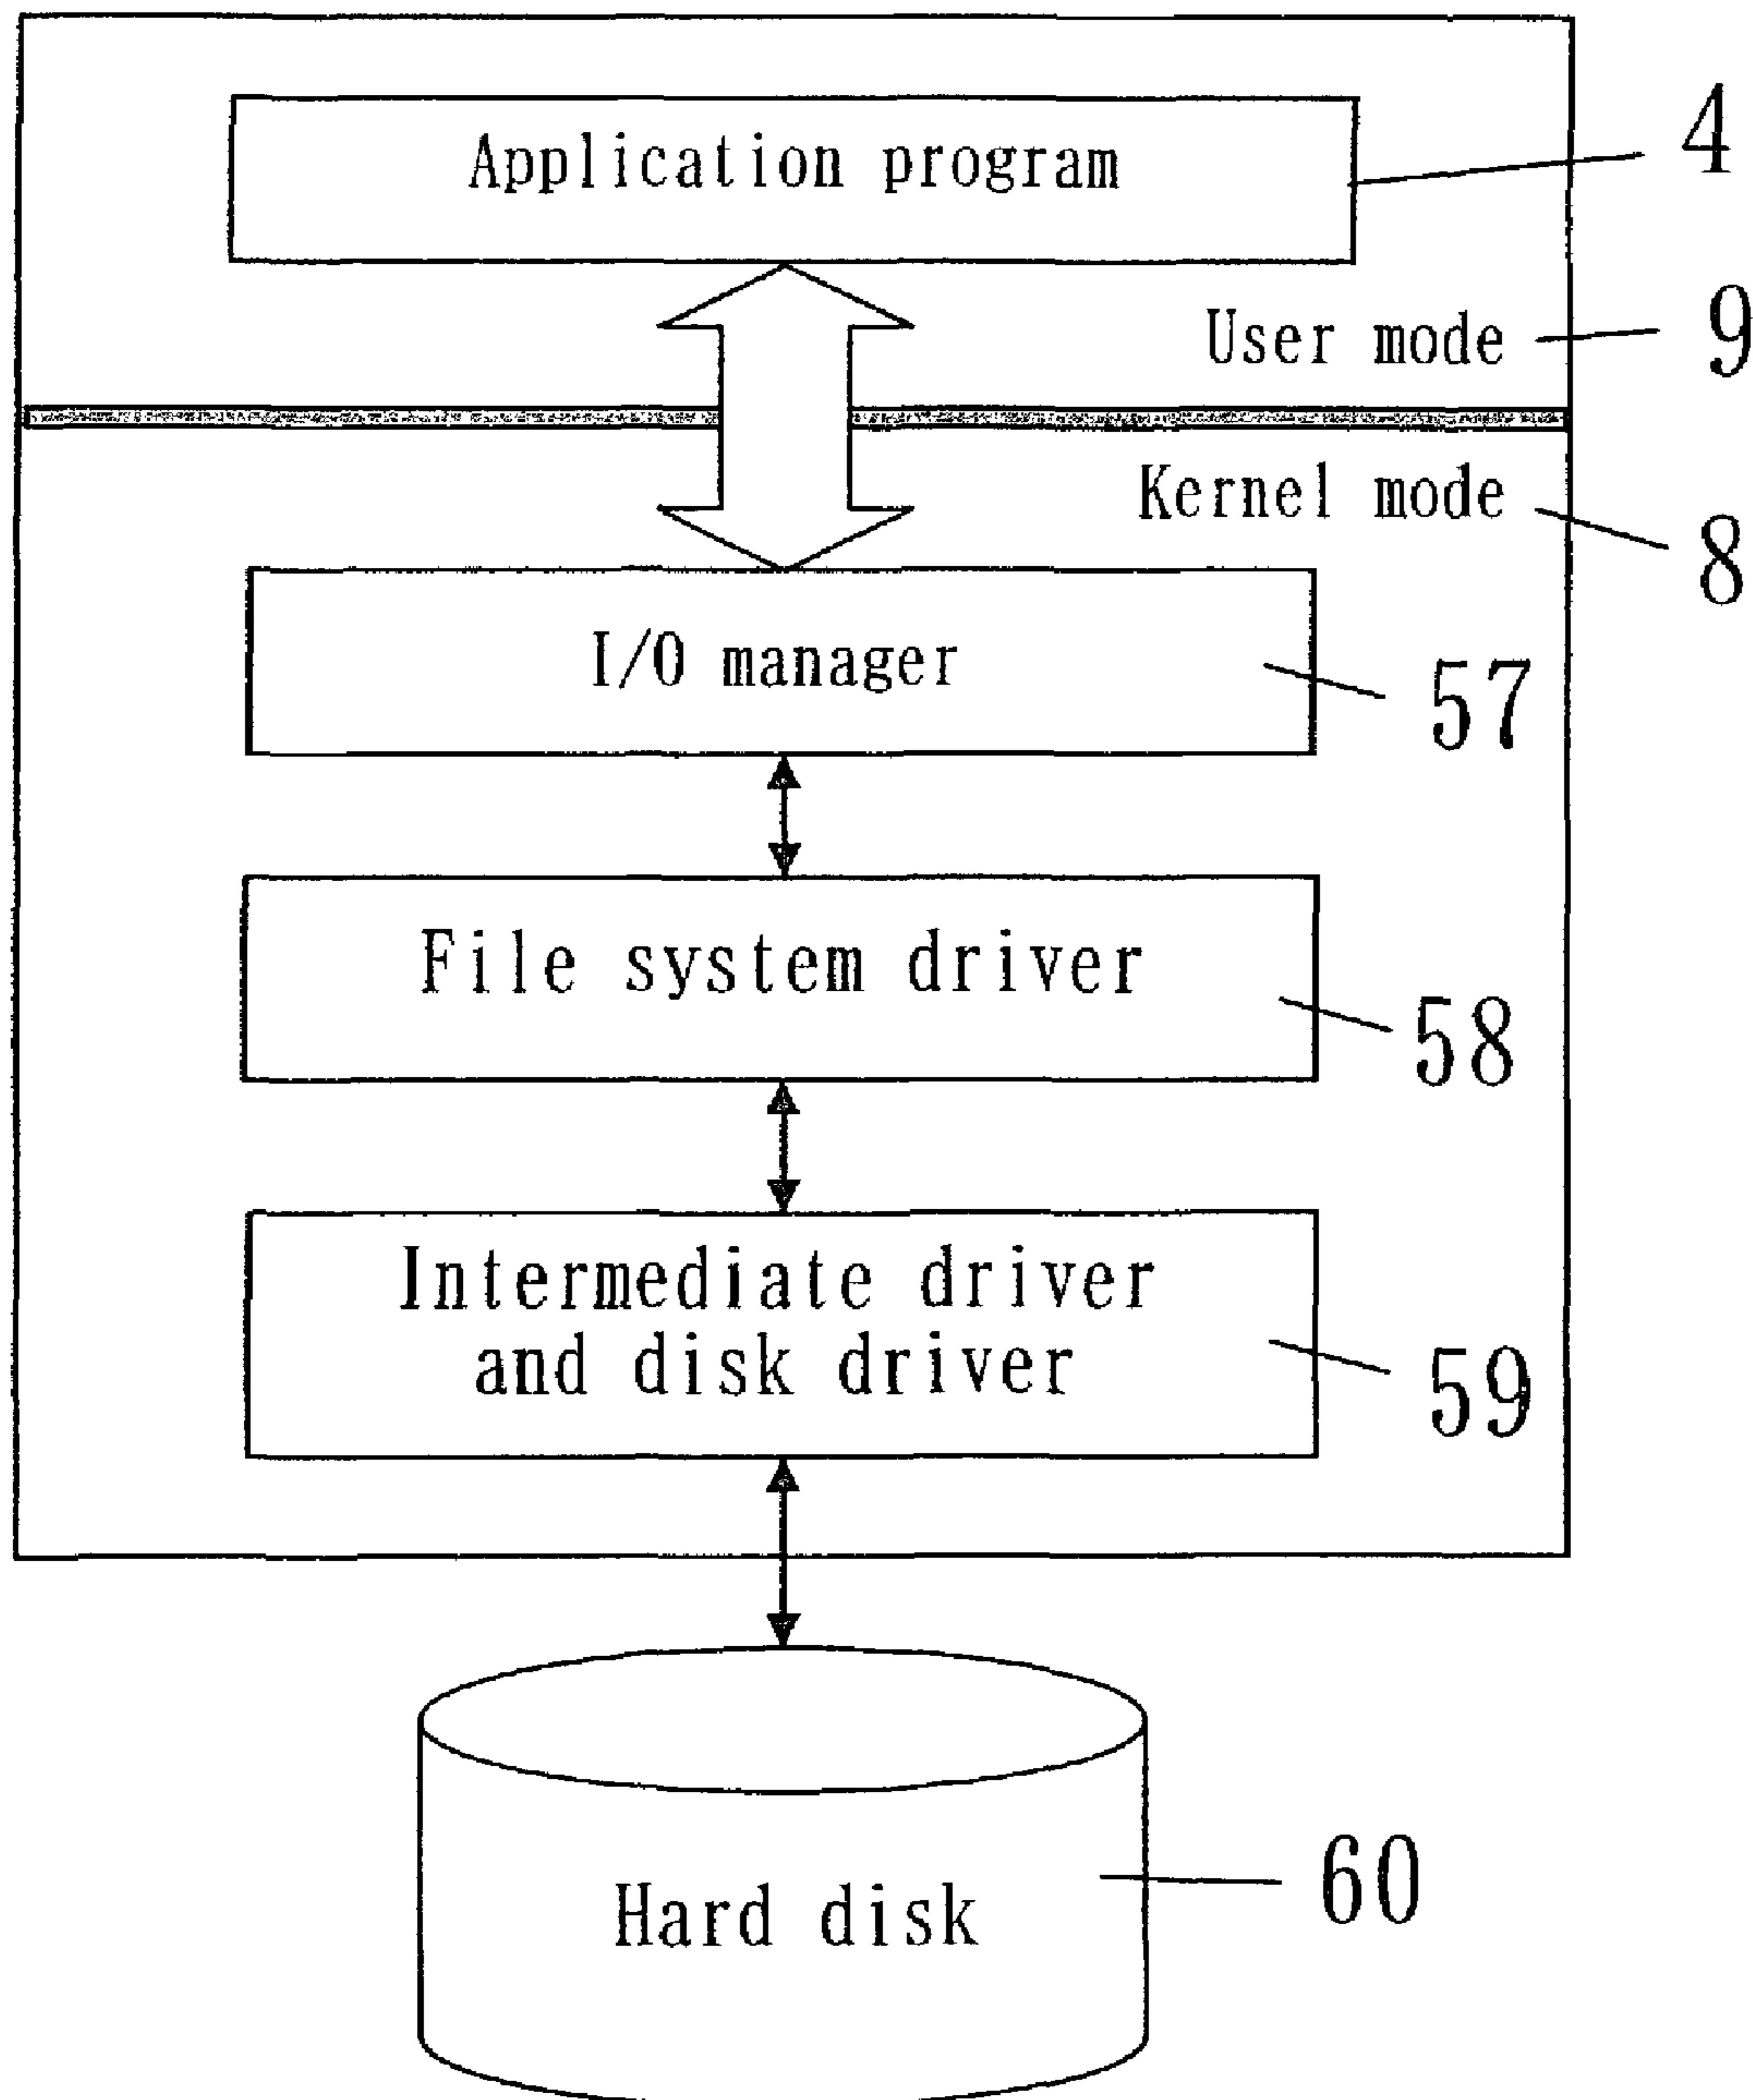 Application program
4
User mode
9
Kernel mode
8
I/O manager
57
File system driver
58
Intermediate driver
and disk driver
59
Hard disk
60